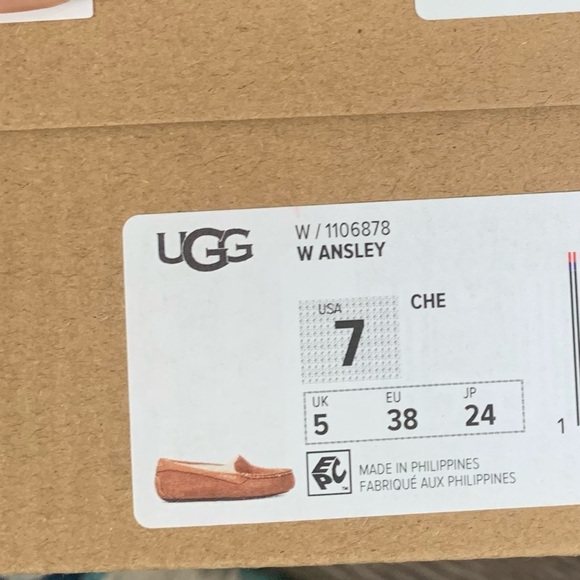 UGG
W / 1106878
W ANSLEY
USA
7
CHE
UK EU JP
5 38 24
EPC
MADE IN PHILIPPINES
FABRIQUÉ AUX PHILIPPINES
1